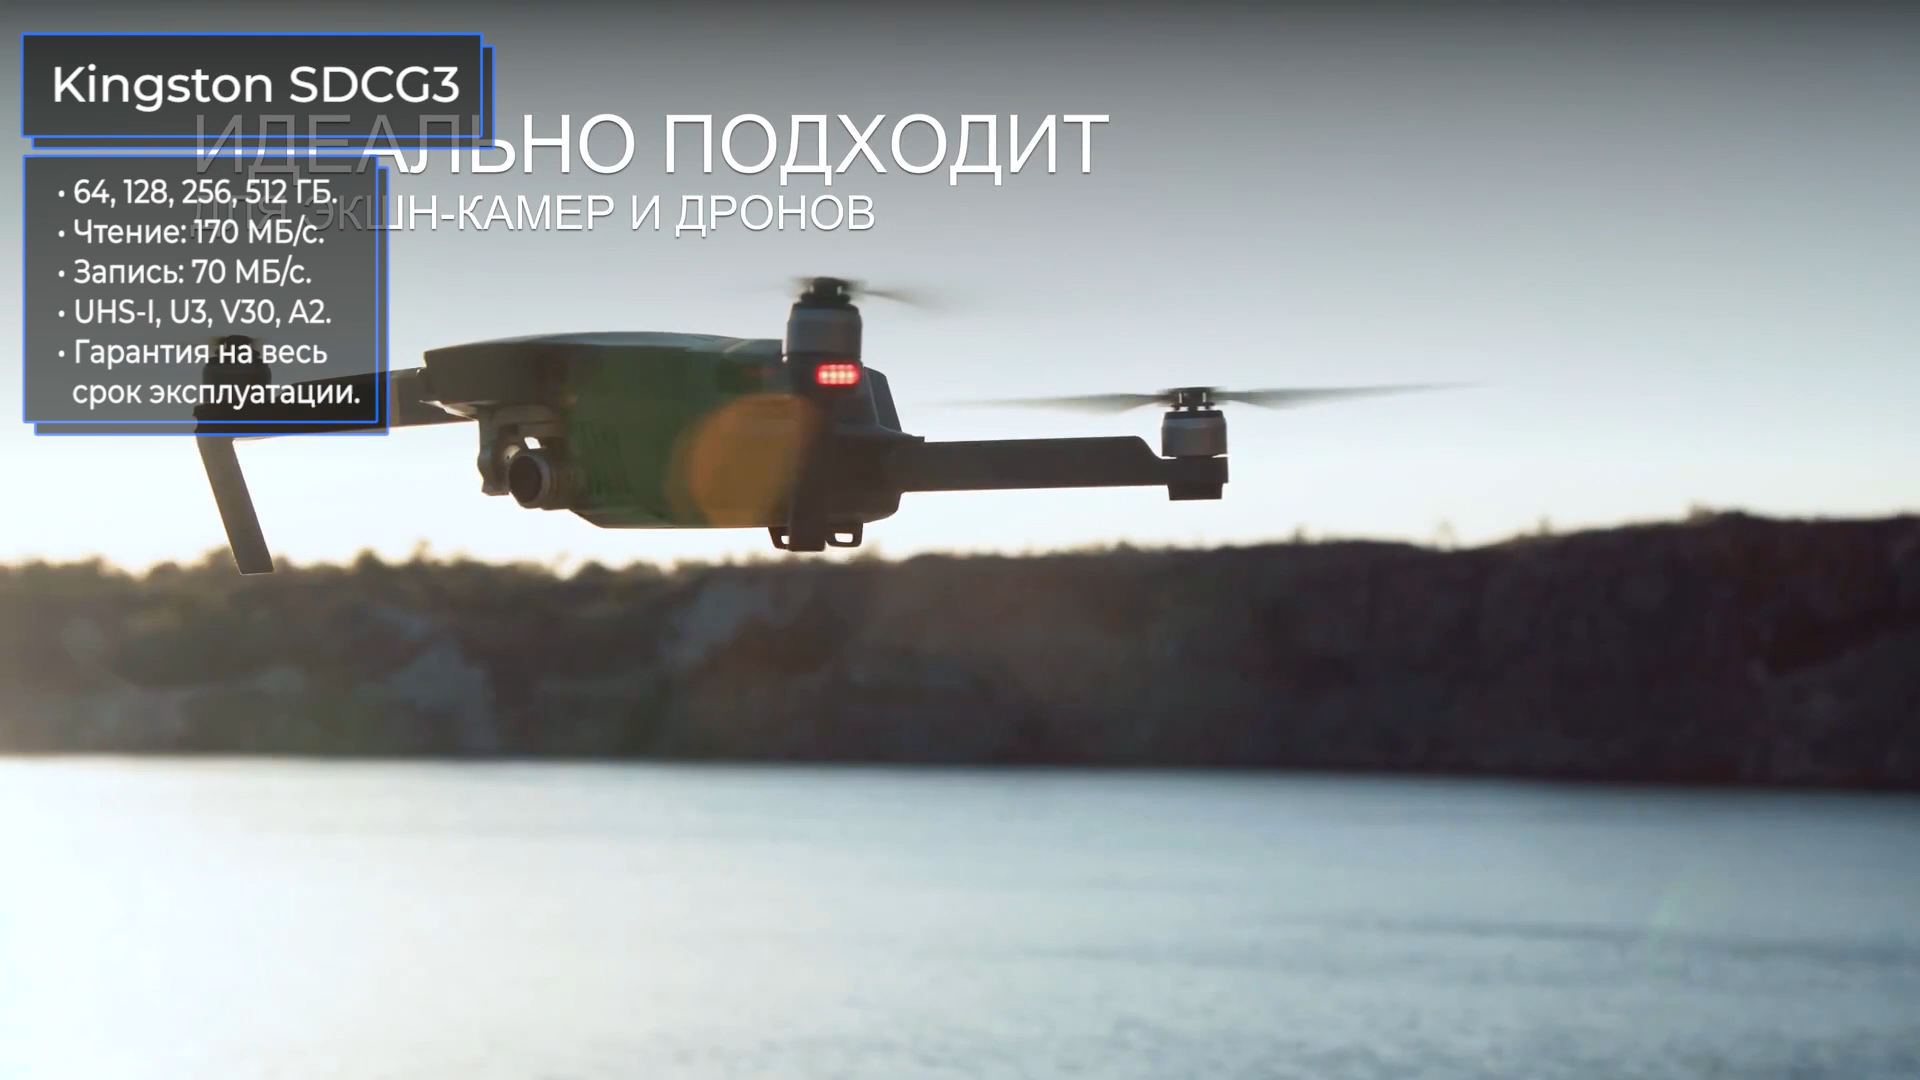 Kingston SDCG3
ИДЕАЛЬНО ПОДХОДИТ
ДЛЯ ЭКШН-КАМЕР И ДРОНОВ
• 64, 128, 256, 512 ГБ.
• Чтение: 170 МБ/с.
• Запись: 70 МБ/с.
• UHS-I, U3, V30, A2.
• Гарантия на весь
срок эксплуатации.